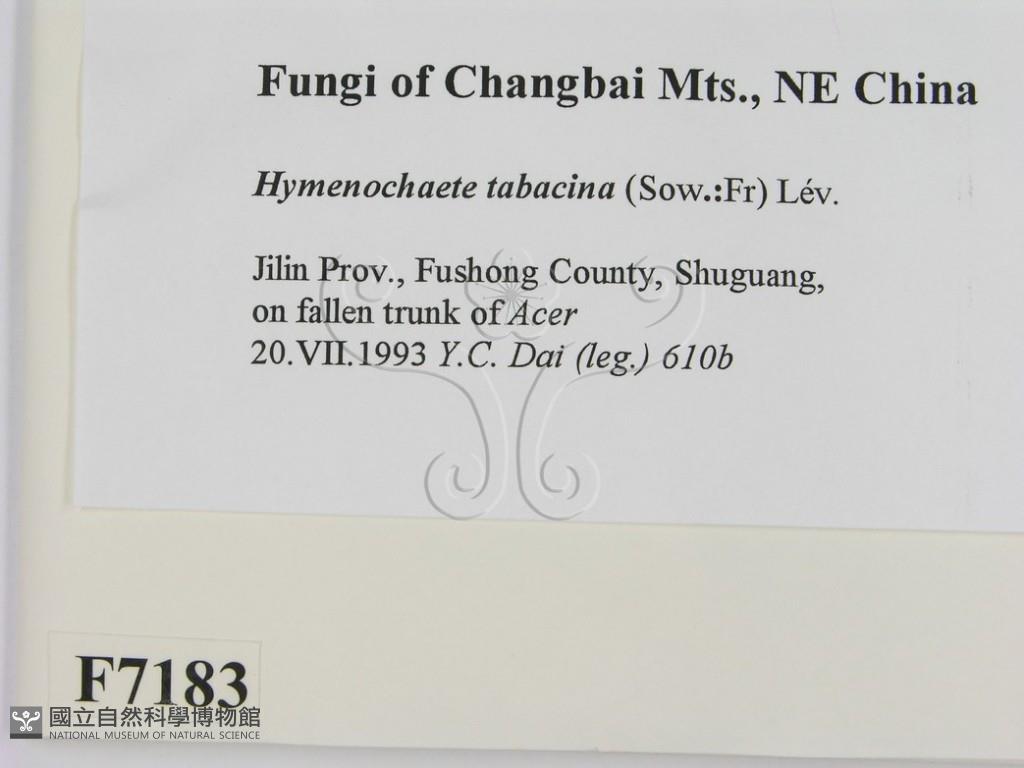 Fungi of Changbai Mts., NE China
Hymenochaete tabacina (Sow.:Fr) Lév.
Jilin Prov., Fushong County, Shuguang,
on fallen trunk of Acer
20.VII.1993 Y.C. Dai (leg.) 610b
F7183
國立自然科學博物館
NATIONAL MUSEUM OF NATURAL SCIENCE